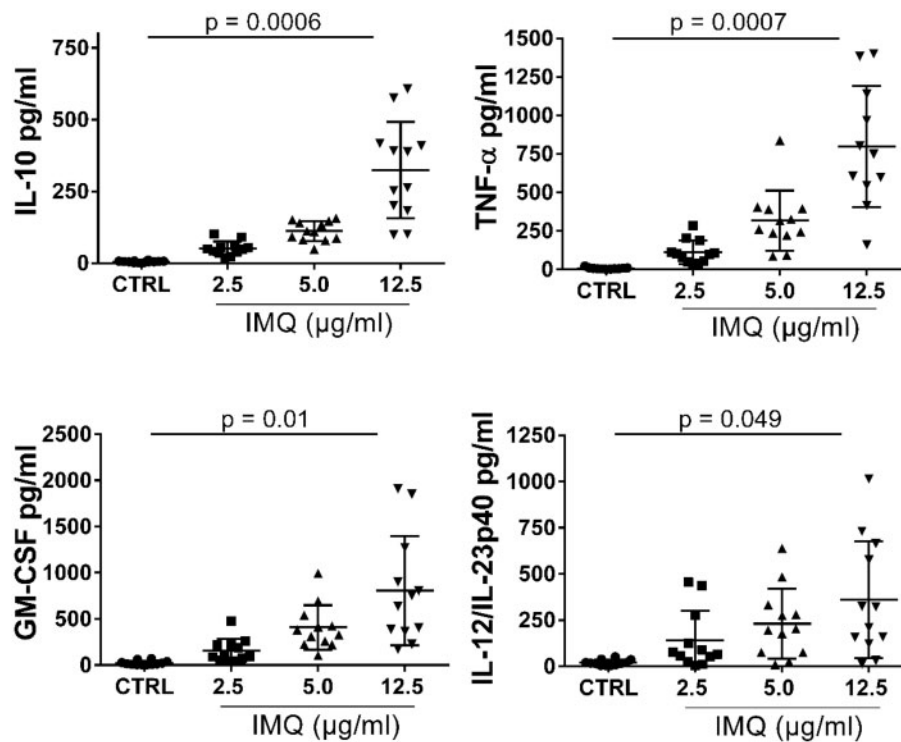 p = 0.0006
IL-10 pg/ml
750
500
250
0
CTRL 2.5 5.0 12.5
IMQ (µg/ml)
p = 0.0007
TNF-α pg/ml
1500
1250
1000
750
500
250
0
CTRL 2.5 5.0 12.5
IMQ (µg/ml)
p = 0.01
GM-CSF pg/ml
2500
2000
1500
1000
500
0
CTRL 2.5 5.0 12.5
IMQ (µg/ml)
p = 0.049
IL-12/IL-23p40 pg/ml
1250
1000
750
500
250
0
CTRL 2.5 5.0 12.5
IMQ (µg/ml)